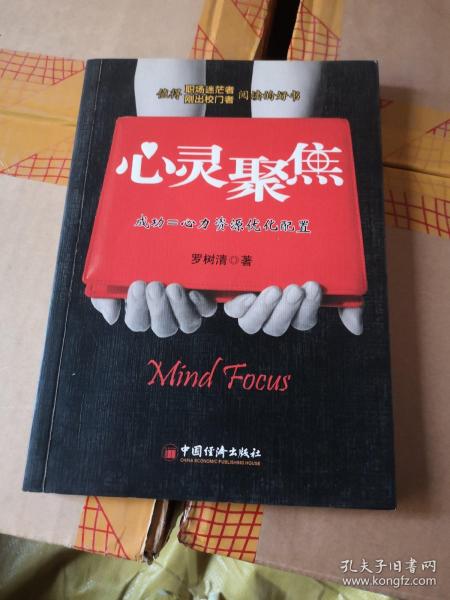 值得 职场迷茫者 阅读的好书
刚出校门者
心灵聚焦
成功=心力资源优化配置
罗树清◎著
Mind Focus
中国经济出版社
CHINA ECONOMIC PUBLISHING HOUSE
孔夫子旧书网
www.kongfz.com